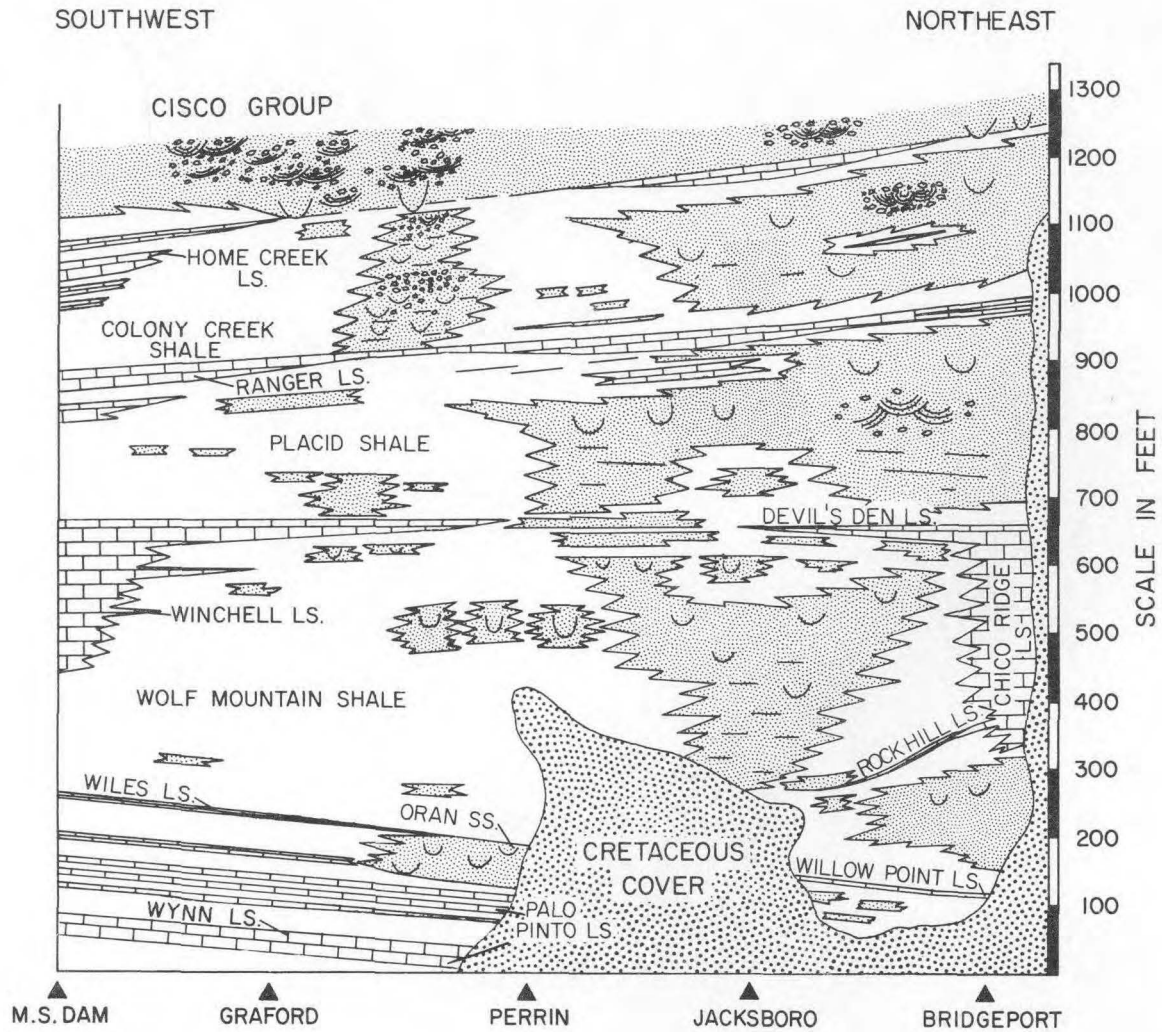 SOUTHWEST
NORTHEAST
CISCO GROUP
1300
1200
1100
HOME CREEK
LS.
1000
COLONY CREEK
SHALE
900
RANGER LS.
PLACID SHALE
800
SCALE IN FEET
700
DEVIL'S DEN LS.
600
WINCHELL LS.
CHICO RIDGE
LS
500
WOLF MOUNTAIN SHALE
400
ROCK HILL LS.
300
WILES LS.
ORAN SS.
200
CRETACEOUS
COVER
WILLOW POINT LS.
WYNN LS.
PALO
PINTO LS.
100
M.S. DAM
GRAFORD
PERRIN
JACKSBORO
BRIDGEPORT